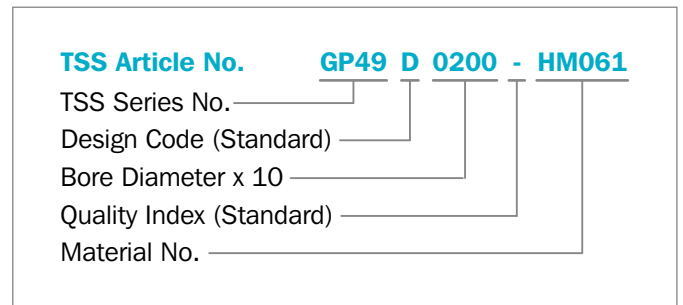 TSS Article No. GP49 D 0200 - HM061
TSS Series No.
Design Code (Standard)
Bore Diameter x 10
Quality Index (Standard)
Material No.